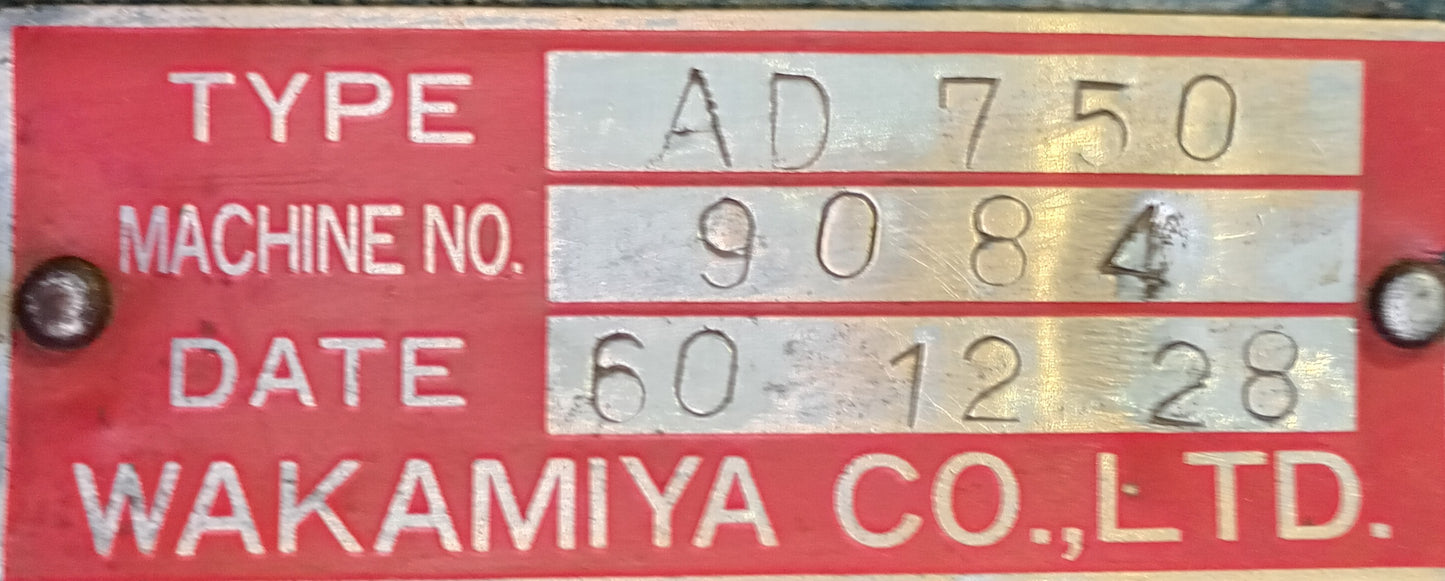 TYPE AD 750
MACHINE NO. 9084
DATE 60 12 28
WAKAMIYA CO.,LTD.